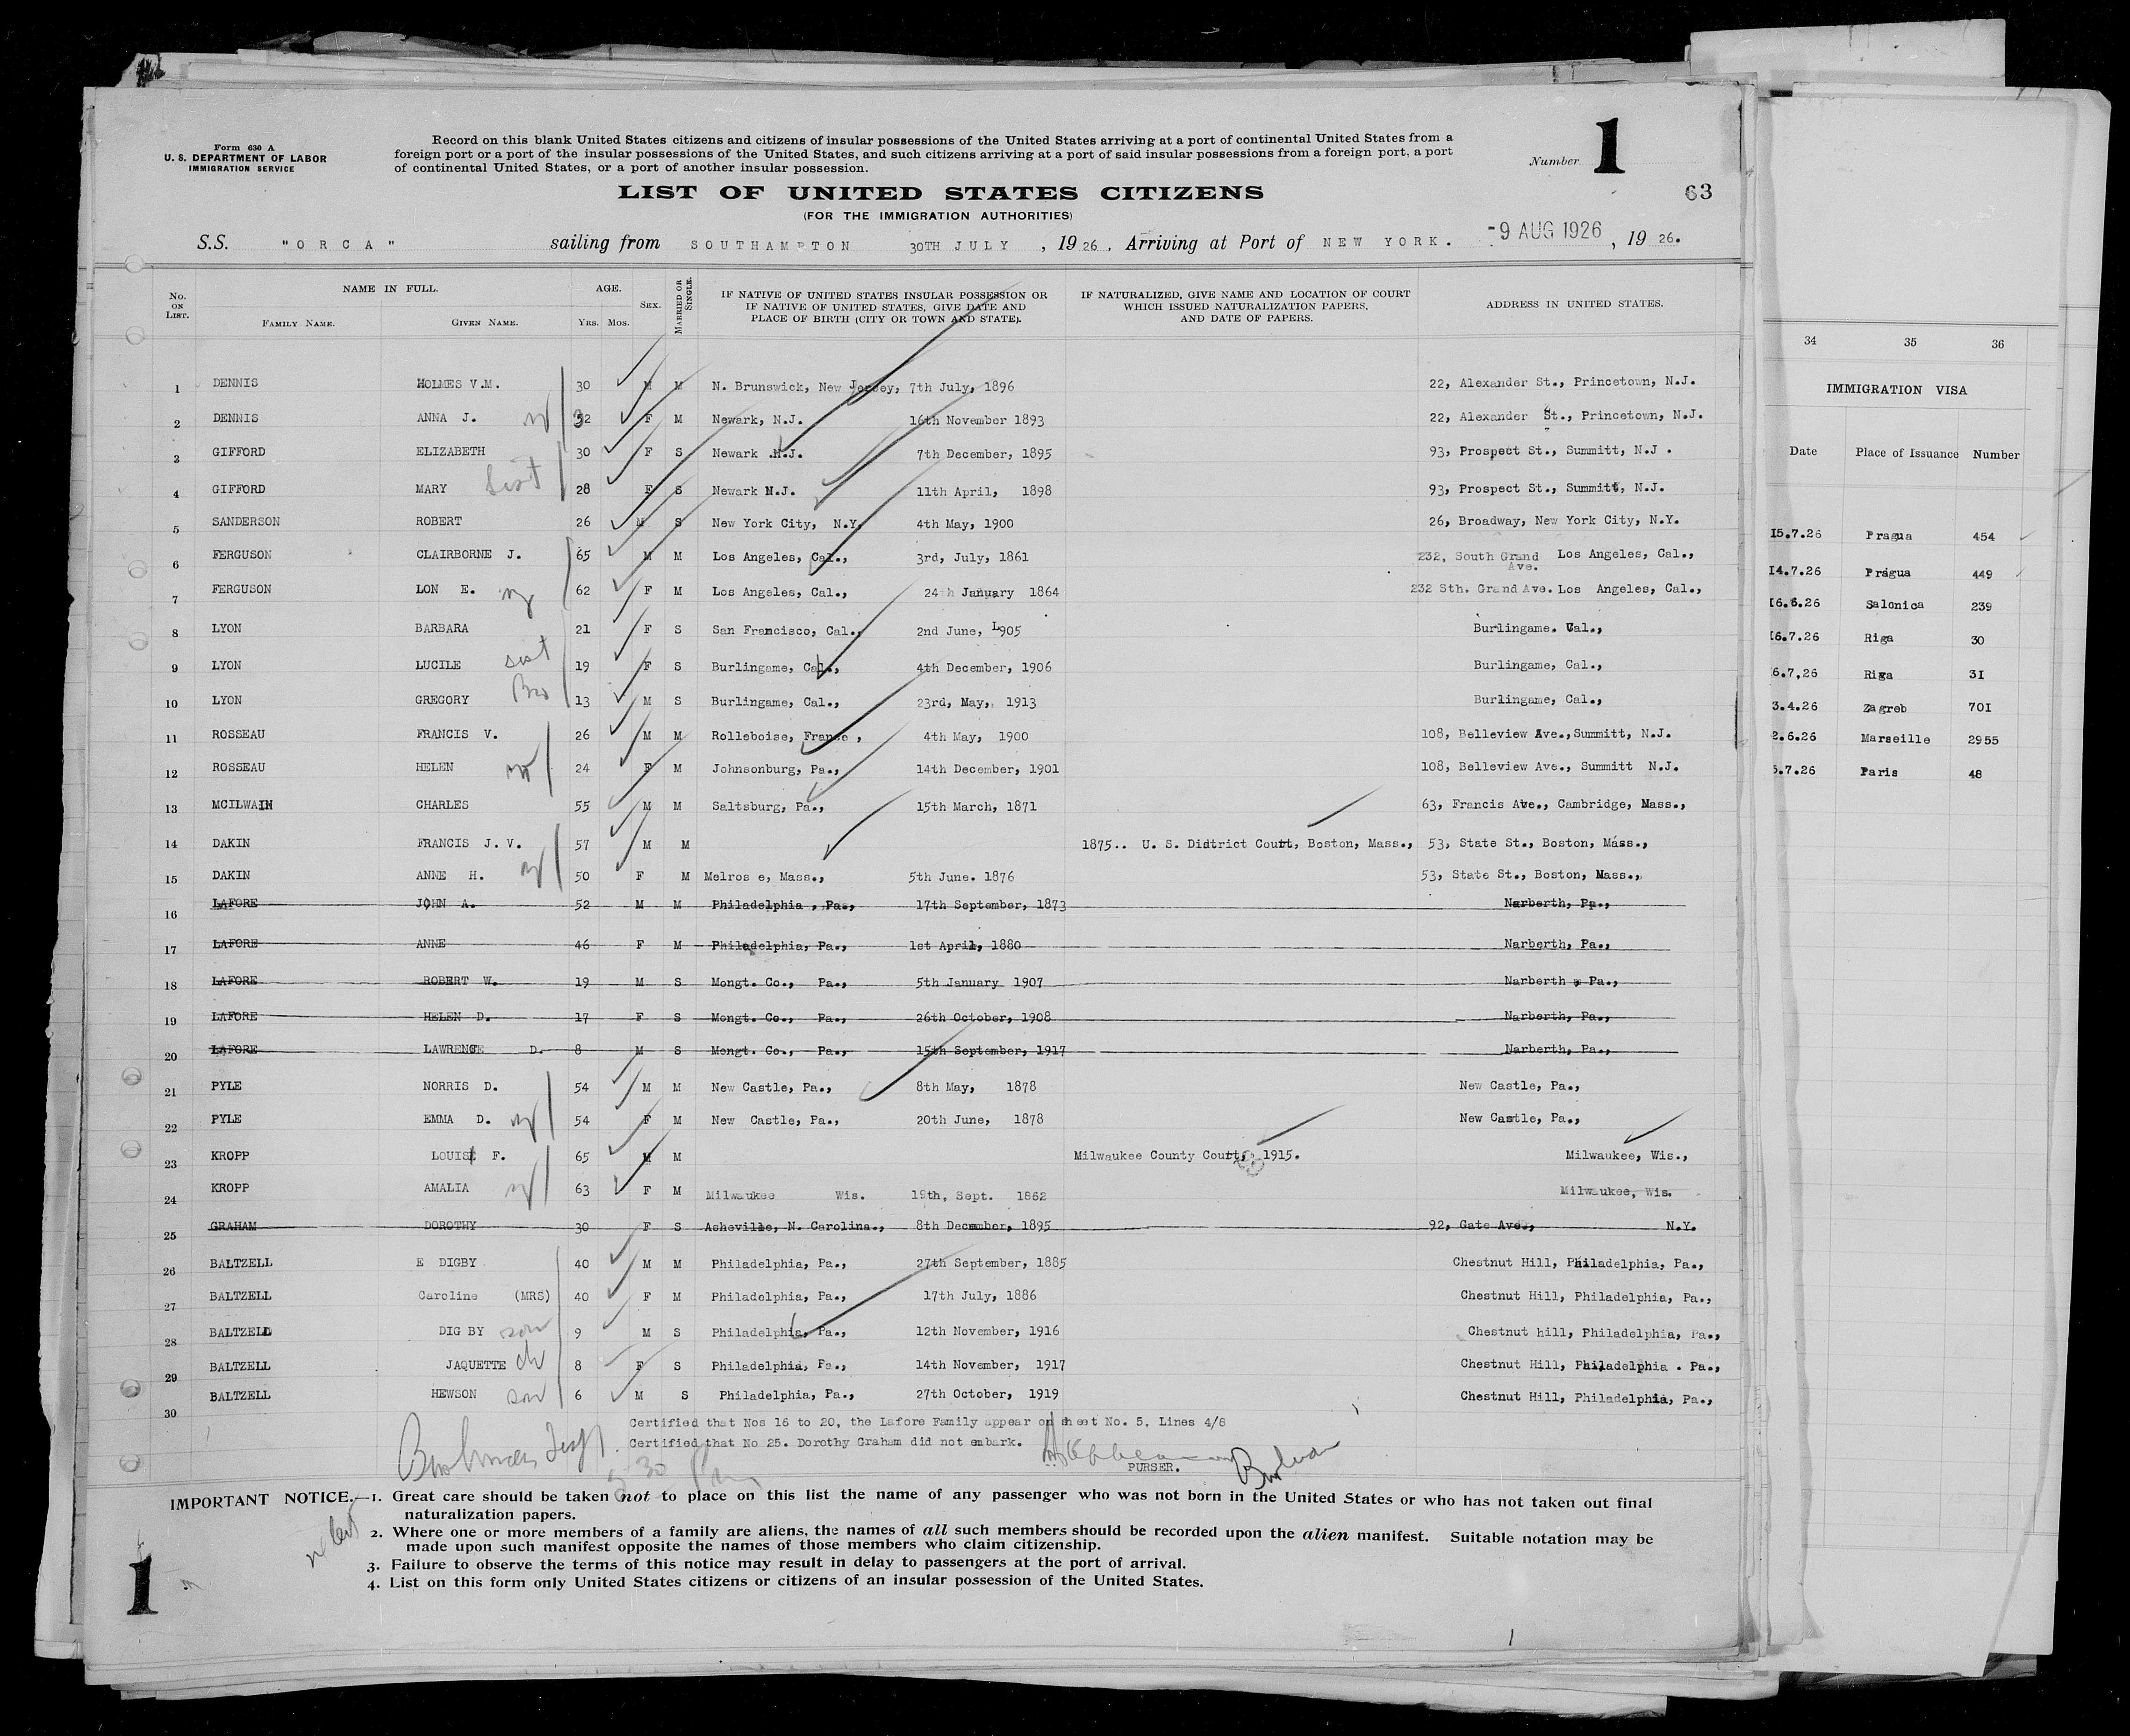 Form 630 A
U. S. DEPARTMENT OF LABOR
IMMIGRATION SERVICE
Record on this blank United States citizens and citizens of insular possessions of the United States arriving at a port of continental United States from a
foreign port or a port of the insular possessions of the United States, and such citizens arriving at a port of said insular possessions from a foreign port, a port
of continental United States, or a port of another insular possession.
Number 1
63
LIST OF UNITED STATES CITIZENS
(FOR THE IMMIGRATION AUTHORITIES)
S.S. "ORCA" sailing from SOUTHAMPTON 30TH JULY, 1926, Arriving at Port of NEW YORK. -9 AUG 1926, 1926.
No. ON LIST. NAME IN FULL. FAMILY NAME. GIVEN NAME. AGE. YRS. MOS. SEX. MARRIED OR SINGLE. IF NATIVE OF UNITED STATES INSULAR POSSESSION OR IF NATIVE OF UNITED STATES, GIVE DATE AND PLACE OF BIRTH (CITY OR TOWN AND STATE). IF NATURALIZED, GIVE NAME AND LOCATION OF COURT WHICH ISSUED NATURALIZATION PAPERS, AND DATE OF PAPERS. ADDRESS IN UNITED STATES.
1 DENNIS HOLMES V.M. 30 M M N. Brunswick, New Jersey, 7th July, 1896 22, Alexander St., Princetown, N.J.
2 DENNIS ANNA J. 32 F M Newark, N.J. 16th November 1893 22, Alexander St., Princetown, N.J.
3 GIFFORD ELIZABETH 30 F S Newark N.J. 7th December, 1895 93, Prospect St., Summitt, N.J .
4 GIFFORD MARY Sist 28 F S Newark N.J. 11th April, 1898 93, Prospect St., Summitt, N.J.
5 SANDERSON ROBERT 26 M S New York City, N.Y. 4th May, 1900 26, Broadway, New York City, N.Y.
6 FERGUSON CLAIRBORNE J. 65 M M Los Angeles, Cal., 3rd, July, 1861 232, South Grand Ave. Los Angeles, Cal.,
7 FERGUSON LON E. 62 F M Los Angeles, Cal., 24th January 1864 232 Sth. Grand Ave. Los Angeles, Cal.,
8 LYON BARBARA 21 F S San Francisco, Cal., 2nd June, 1905 Burlingame. Cal.,
9 LYON LUCILE sist 19 F S Burlingame, Cal., 4th December, 1906 Burlingame, Cal.,
10 LYON GREGORY Bro 13 M S Burlingame, Cal., 23rd, May, 1913 Burlingame, Cal.,
11 ROSSEAU FRANCIS V. 26 M M Rolleboise, France, 4th May, 1900 108, Belleview Ave., Summitt, N.J.
12 ROSSEAU HELEN 24 F M Johnsonburg, Pa., 14th December, 1901 108, Belleview Ave., Summitt N.J.
13 MCILWAIN CHARLES 55 M M Saltsburg, Pa., 15th March, 1871 63, Francis Ave., Cambridge, Mass.,
14 DAKIN FRANCIS J.V. 57 M M 1875.. U. S. District Court, Boston, Mass., 53, State St., Boston, Mass.,
15 DAKIN ANNE H. 50 F M Melros e, Mass., 5th June. 1876 53, State St., Boston, Mass.,
16 LAFORE JOHN A. 52 M M Philadelphia, Pa., 17th September, 1873 Narberth, Pa.,
17 LAFORE ANNE 46 F M Philadelphia, Pa., 1st April, 1880 Narberth, Pa.,
18 LAFORE ROBERT W. 19 M S Mongt. Co., Pa., 5th January 1907 Narberth, Pa.,
19 LAFORE HELEN D. 17 F S Mongt. Co., Pa., 26th October, 1908 Narberth, Pa.,
20 LAFORE LAWRENCE D. 8 M S Mongt. Co., Pa., 15th September, 1917 Narberth, Pa.,
21 PYLE NORRIS D. 54 M M New Castle, Pa., 8th May, 1878 New Castle, Pa.,
22 PYLE EMMA D. 54 F M New Castle, Pa., 20th June, 1878 New Castle, Pa.,
23 KROPP LOUIS F. 65 M M Milwaukee County Court, 1915. Milwaukee, Wis.,
24 KROPP AMALIA 63 F M Milwaukee Wis. 19th, Sept. 1862 Milwaukee, Wis.
25 GRAHAM DOROTHY 30 F S Asheville, N. Carolina., 8th December, 1895 92, Gate Ave., N.Y.
26 BALTZELL E DIGBY 40 M M Philadelphia, Pa., 27th September, 1885 Chestnut Hill, Philadelphia, Pa.,
27 BALTZELL Caroline (MRS) 40 F M Philadelphia, Pa., 17th July, 1886 Chestnut Hill, Philadelphia, Pa.,
28 BALTZELL DIG BY son 9 M S Philadelphia, Pa., 12th November, 1916 Chestnut hill, Philadelphia, Pa.,
29 BALTZELL JAQUETTE ch 8 F S Philadelphia, Pa., 14th November, 1917 Chestnut Hill, Philadelphia. Pa.,
30 BALTZELL HEWSON son 6 M S Philadelphia, Pa., 27th October, 1919 Chestnut Hill, Philadelphia, Pa.,
Certified that Nos 16 to 20, the Lafore Family appear on sheet No. 5, Lines 4/8
Certified that No 25. Dorothy Graham did not embark.
PURSER.
IMPORTANT NOTICE.—1. Great care should be taken not to place on this list the name of any passenger who was not born in the United States or who has not taken out final
naturalization papers.
2. Where one or more members of a family are aliens, the names of all such members should be recorded upon the alien manifest. Suitable notation may be
made upon such manifest opposite the names of those members who claim citizenship.
3. Failure to observe the terms of this notice may result in delay to passengers at the port of arrival.
4. List on this form only United States citizens or citizens of an insular possession of the United States.
1
34 35 36
IMMIGRATION VISA
Date Place of Issuance Number
15.7.26 Pragua 454
14.7.26 Pragua 449
16.6.26 Salonica 239
16.7.26 Riga 30
6.7,26 Riga 31
3.4.26 Zagreb 701
2.6.26 Marseille 2955
5.7.26 Paris 48